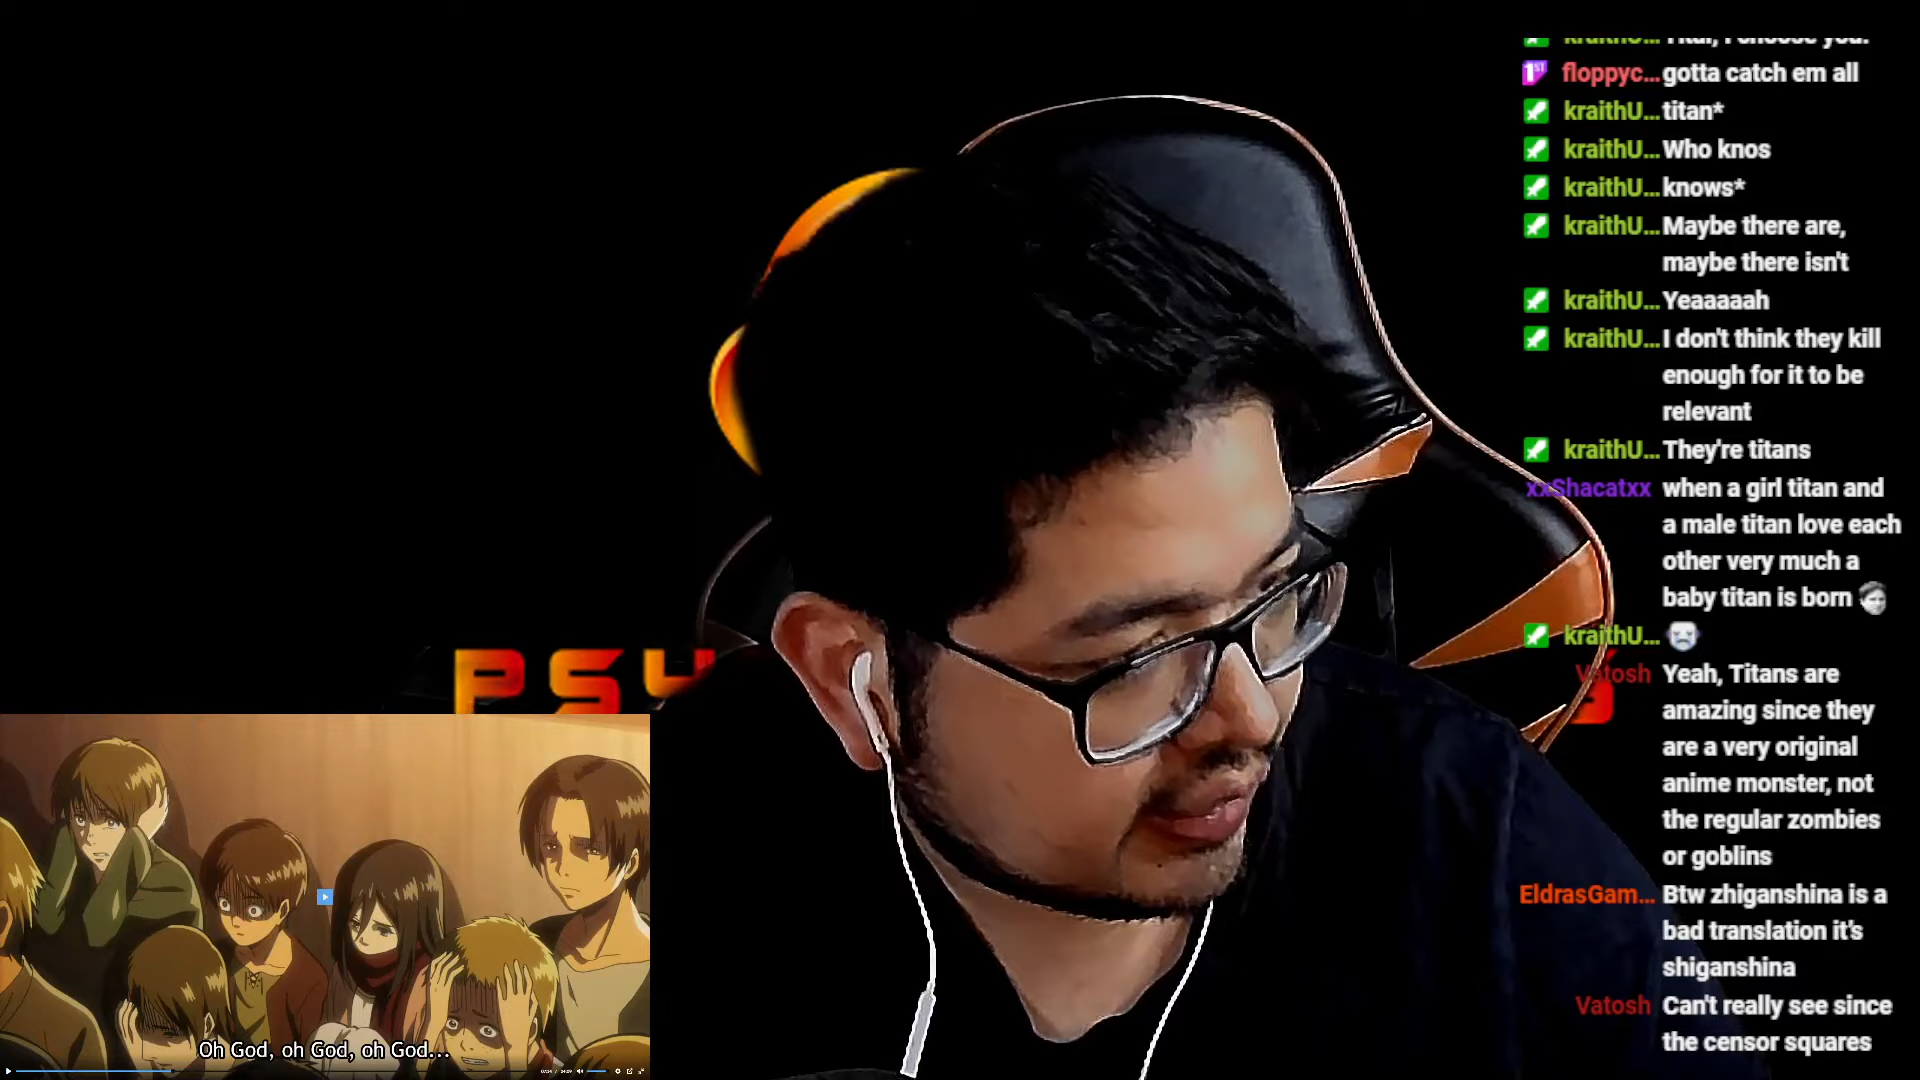 floppyc... gotta catch em all
kraithU... titan*
kraithU... Who knos
kraithU... knows*
kraithU... Maybe there are,
maybe there isn't
kraithU... Yeaaaaah
kraithU... I don't think they kill
enough for it to be
relevant
kraithU... They're titans
xxShacatxx when a girl titan and
a male titan love each
other very much a
baby titan is born
kraithU...
Vatosh Yeah, Titans are
amazing since they
are a very original
anime monster, not
the regular zombies
or goblins
EldrasGam... Btw zhiganshina is a
bad translation it's
shiganshina
Vatosh Can't really see since
the censor squares
PSY
S
Oh God, oh God, oh God...